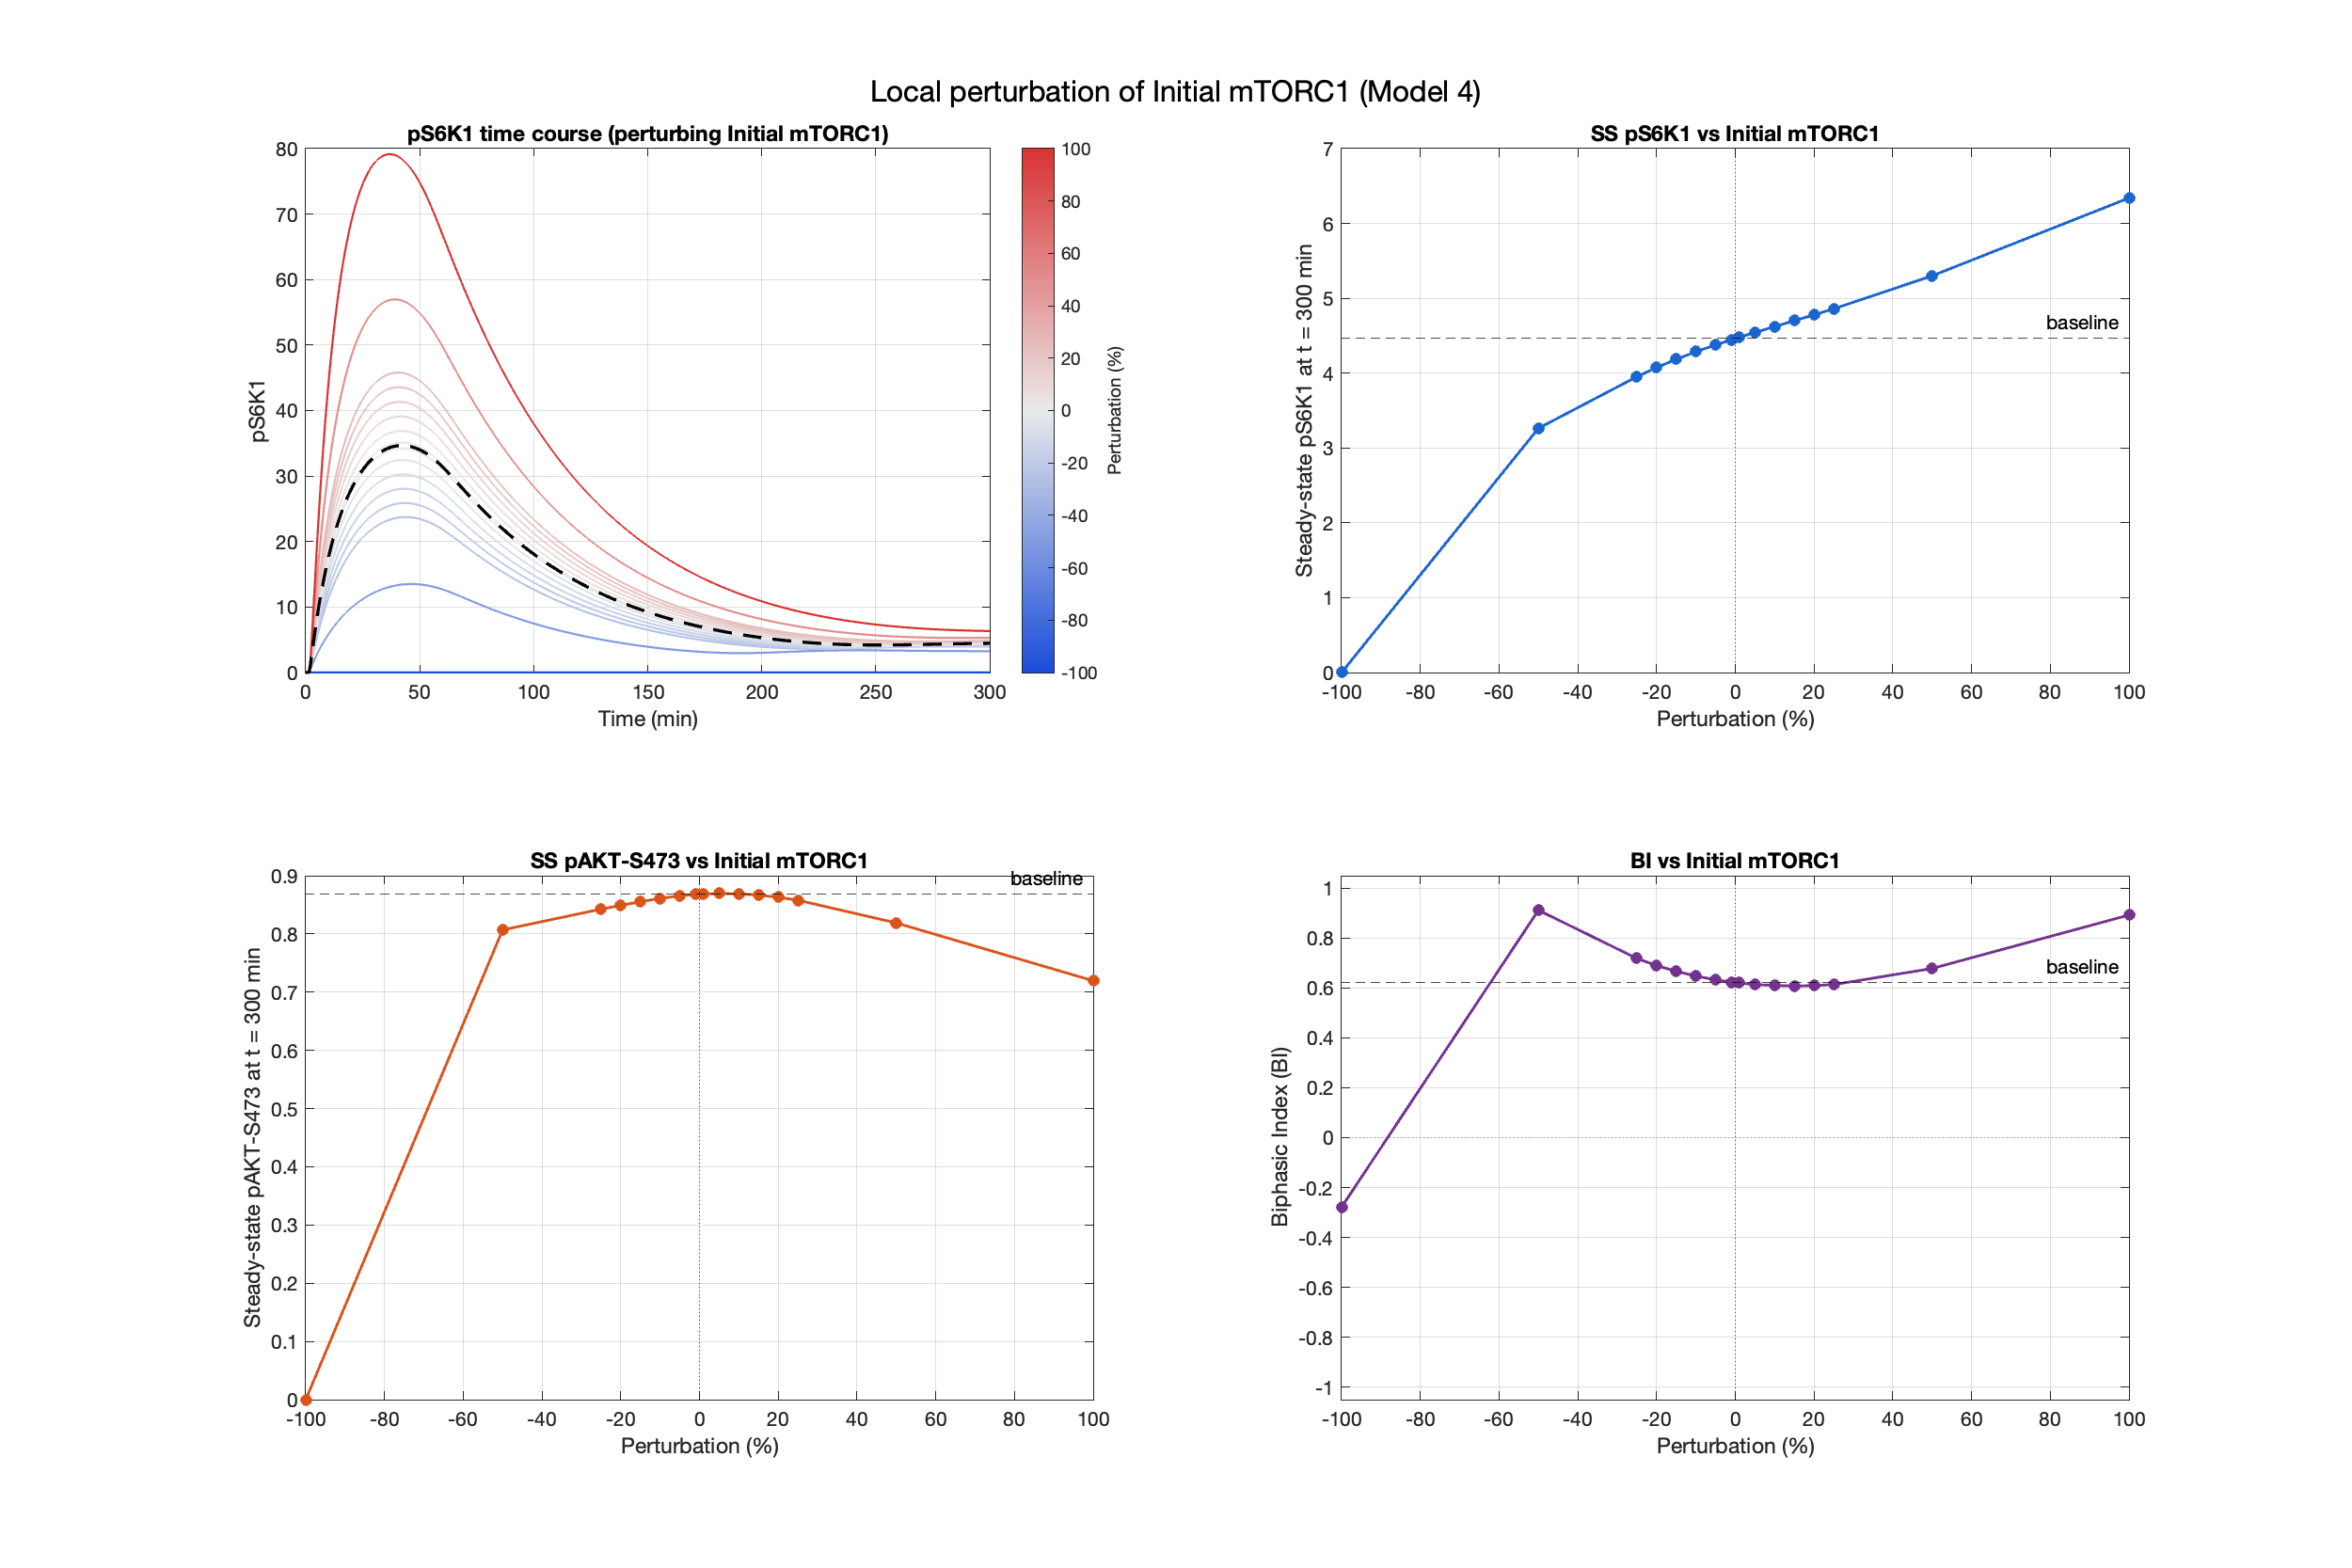 Local perturbation of Initial mTORC1 (Model 4)
pS6K1 time course (perturbing Initial mTORC1)
80
70
60
50
40
30
20
10
0
pS6K1
0 50 100 150 200 250 300
Time (min)
100
80
60
40
20
0
-20
-40
-60
-80
-100
Perturbation (%)
SS pS6K1 vs Initial mTORC1
7
6
5
4
3
2
1
0
Steady-state pS6K1 at t = 300 min
baseline
-100 -80 -60 -40 -20 0 20 40 60 80 100
Perturbation (%)
SS pAKT-S473 vs Initial mTORC1
0.9
0.8
0.7
0.6
0.5
0.4
0.3
0.2
0.1
0
Steady-state pAKT-S473 at t = 300 min
baseline
-100 -80 -60 -40 -20 0 20 40 60 80 100
Perturbation (%)
BI vs Initial mTORC1
1
0.8
0.6
0.4
0.2
0
-0.2
-0.4
-0.6
-0.8
-1
Biphasic Index (BI)
baseline
-100 -80 -60 -40 -20 0 20 40 60 80 100
Perturbation (%)